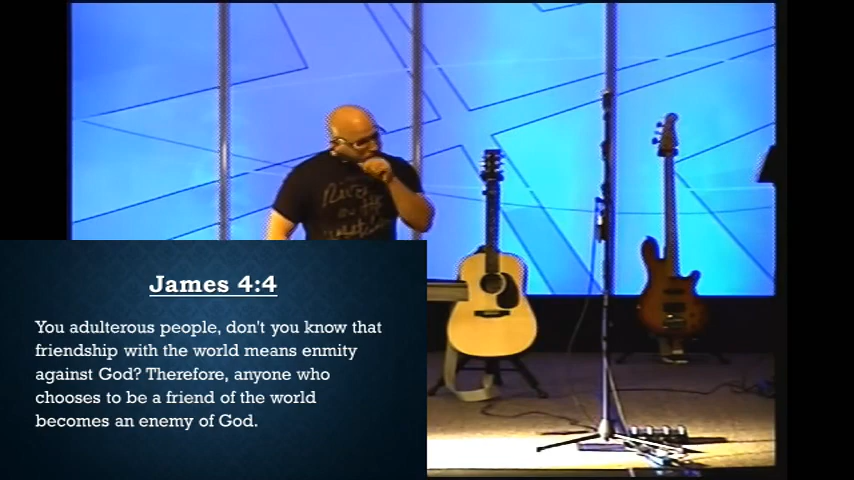 James 4:4
You adulterous people, don't you know that
friendship with the world means enmity
against God? Therefore, anyone who
chooses to be a friend of the world
becomes an enemy of God.